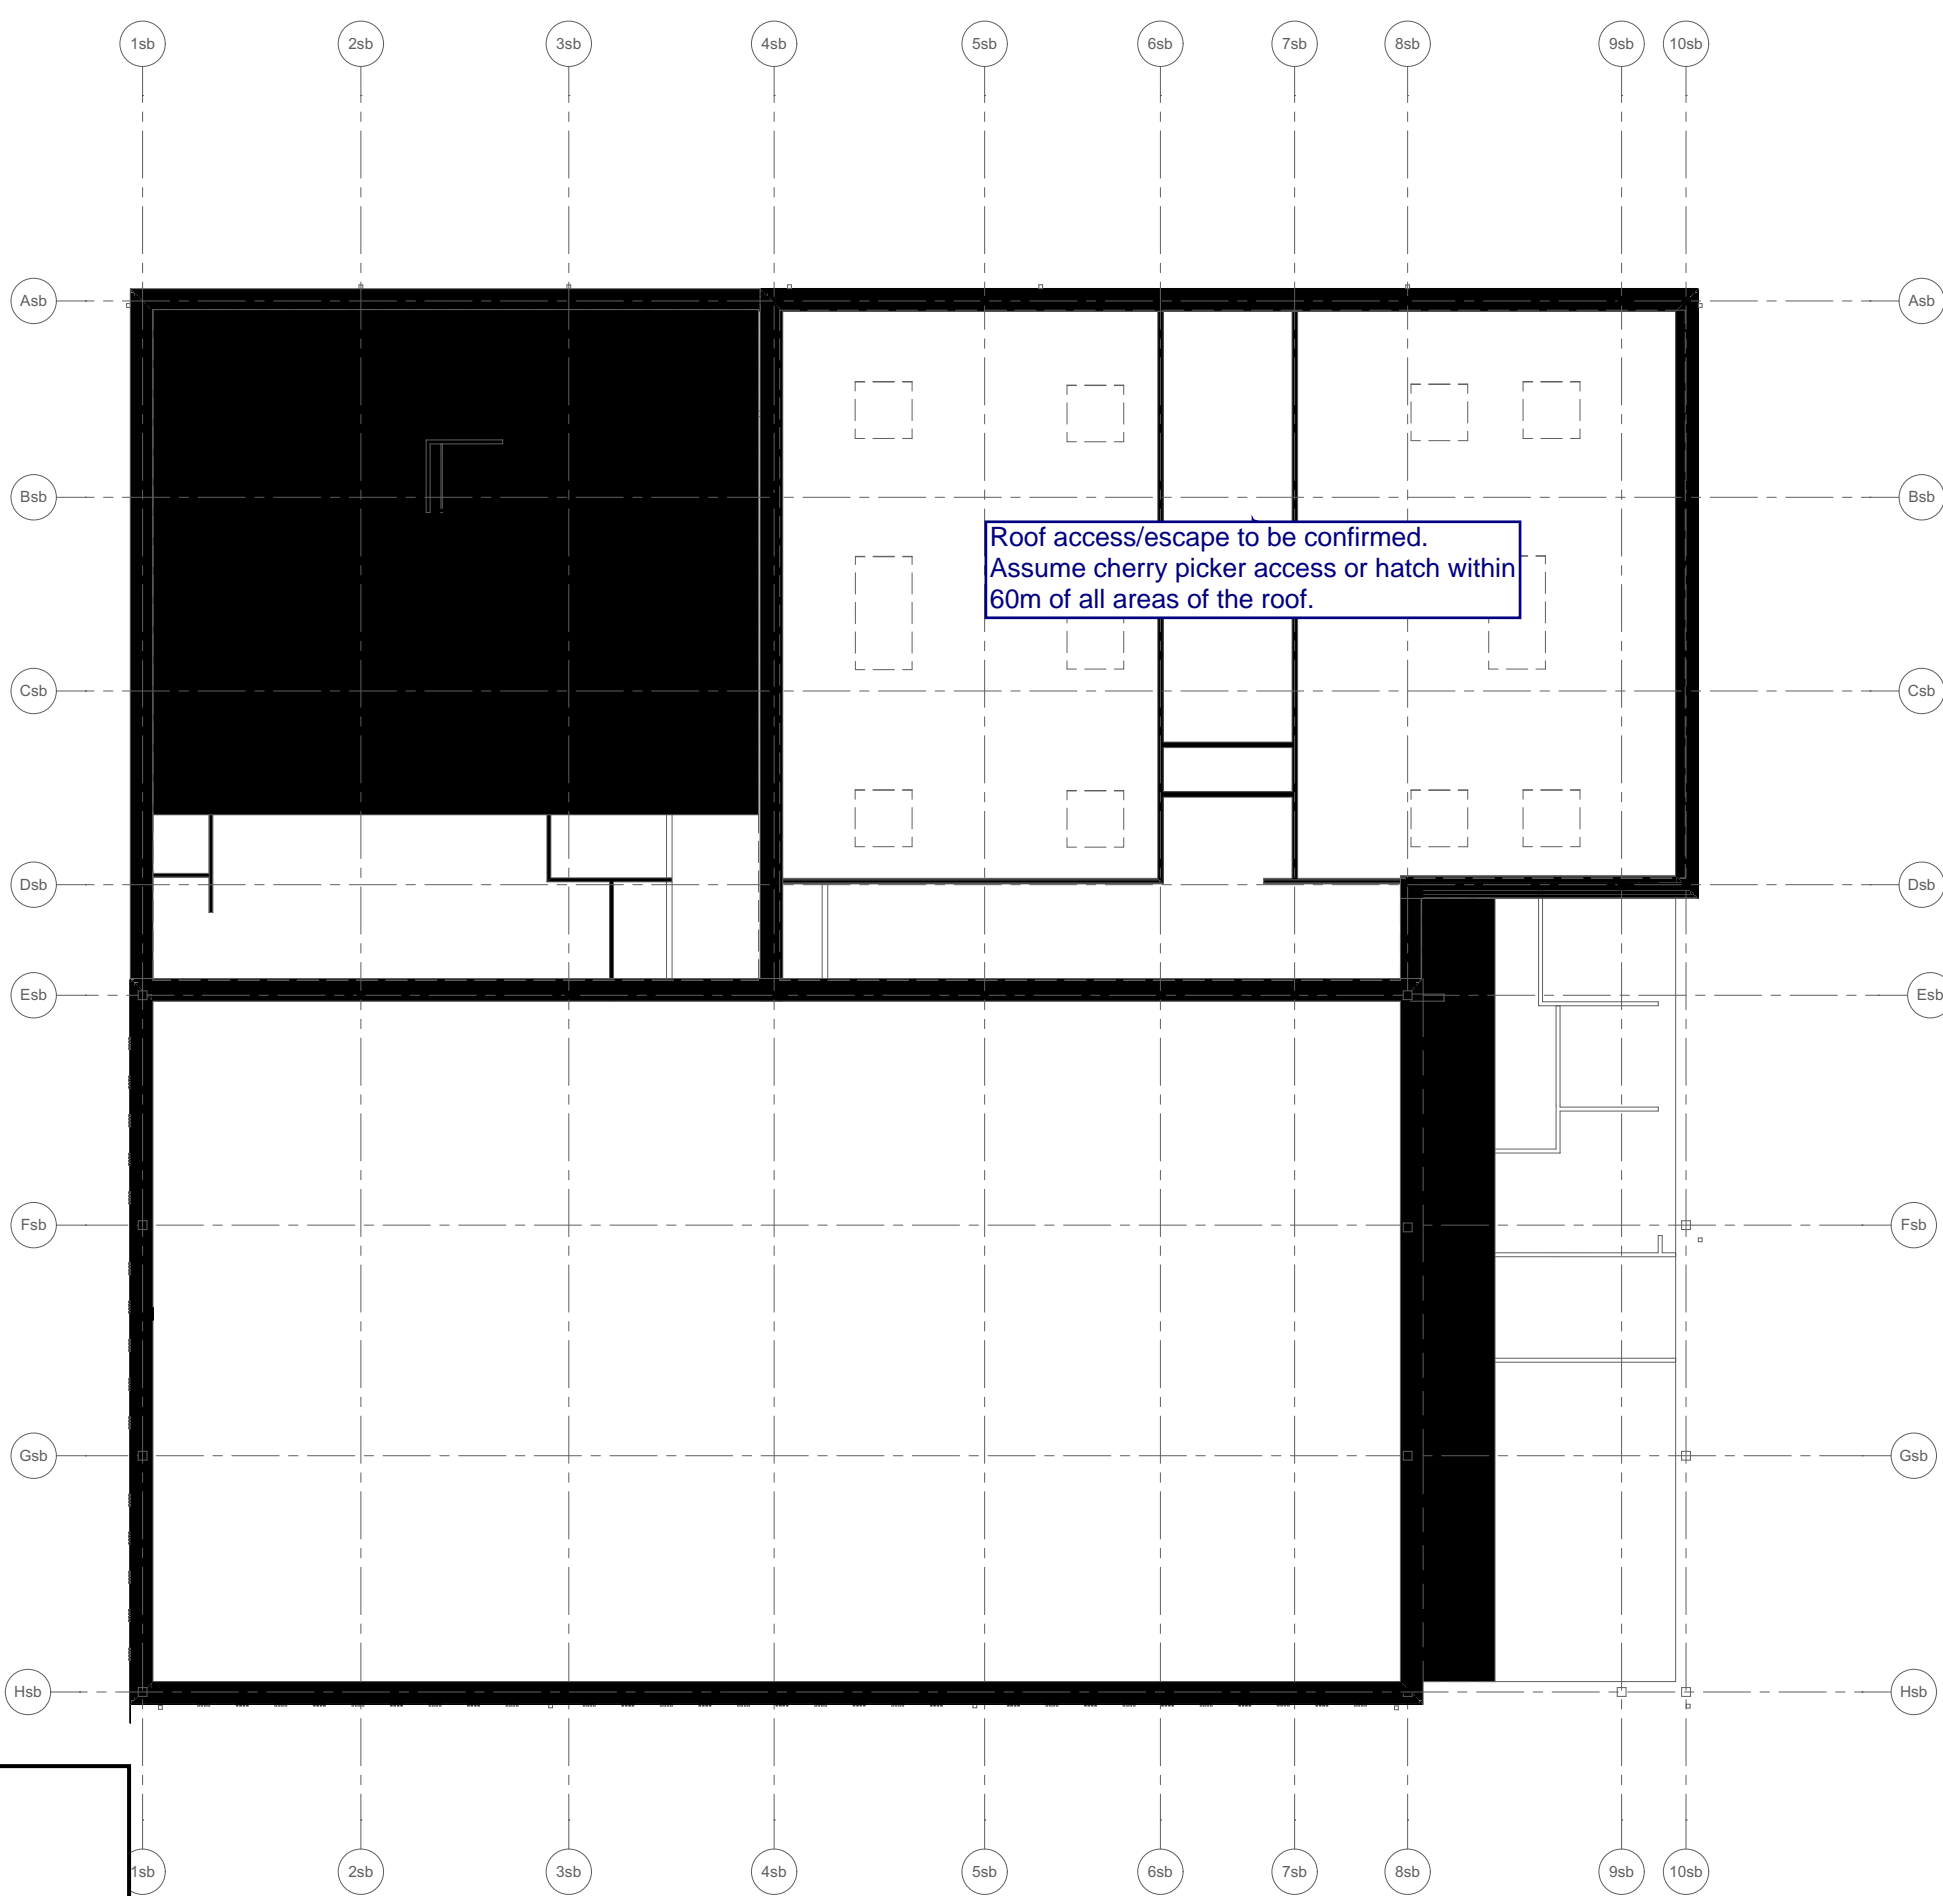 1sb 2sb 3sb 4sb 5sb 6sb 7sb 8sb 9sb 10sb
Asb Asb
Bsb Bsb
Roof access/escape to be confirmed.
Assume cherry picker access or hatch within
60m of all areas of the roof.
Csb Csb
Dsb Dsb
Esb Esb
Fsb Fsb
Gsb Gsb
Hsb Hsb
1sb 2sb 3sb 4sb 5sb 6sb 7sb 8sb 9sb 10sb